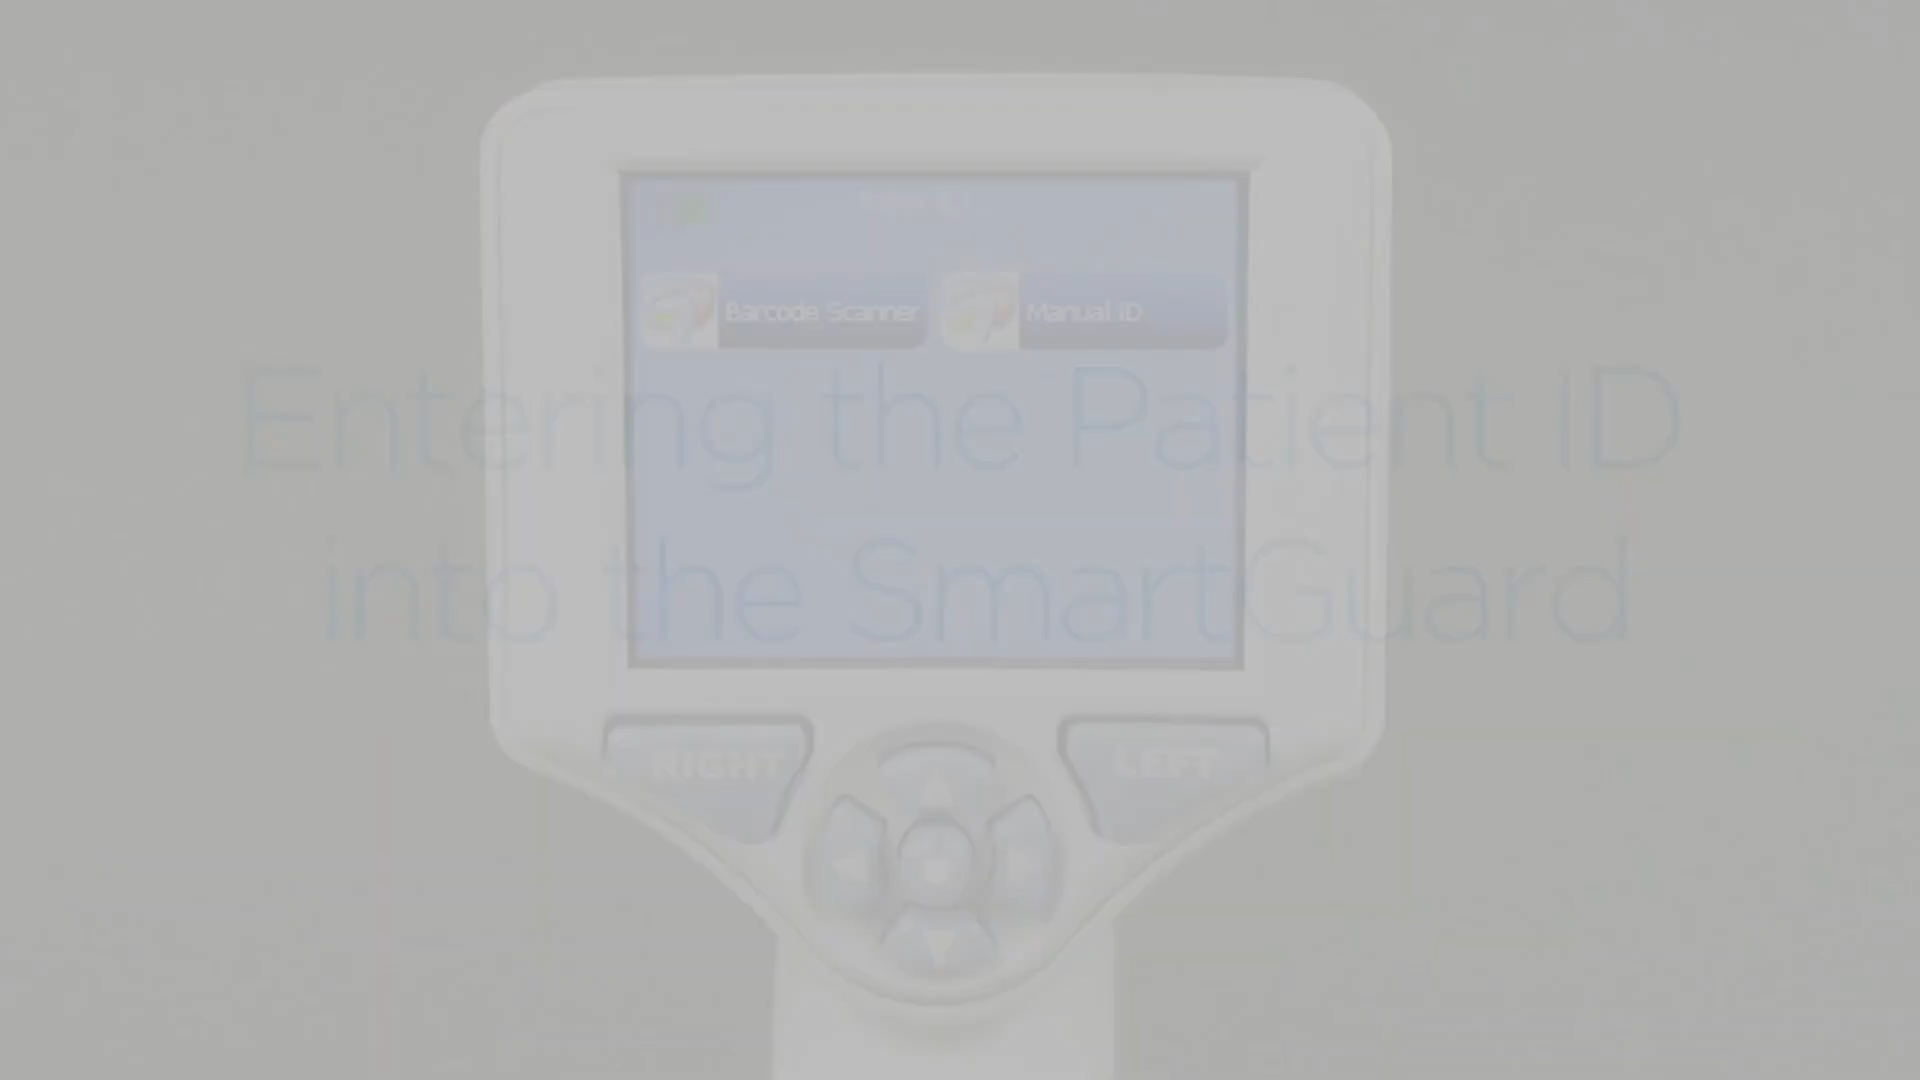 Barcode Scanner
Manual ID
Entering the Patient ID
into the SmartGuard
RIGHT
LEFT